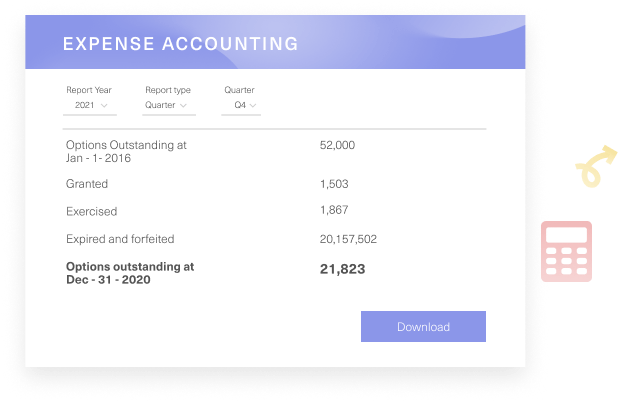 EXPENSE ACCOUNTING
Report Year Report type Quarter
2021 Quarter Q4
Options Outstanding at 52,000
Jan - 1- 2016
Granted 1,503
Exercised 1,867
Expired and forfeited 20,157,502
Options outstanding at 21,823
Dec - 31 - 2020
Download